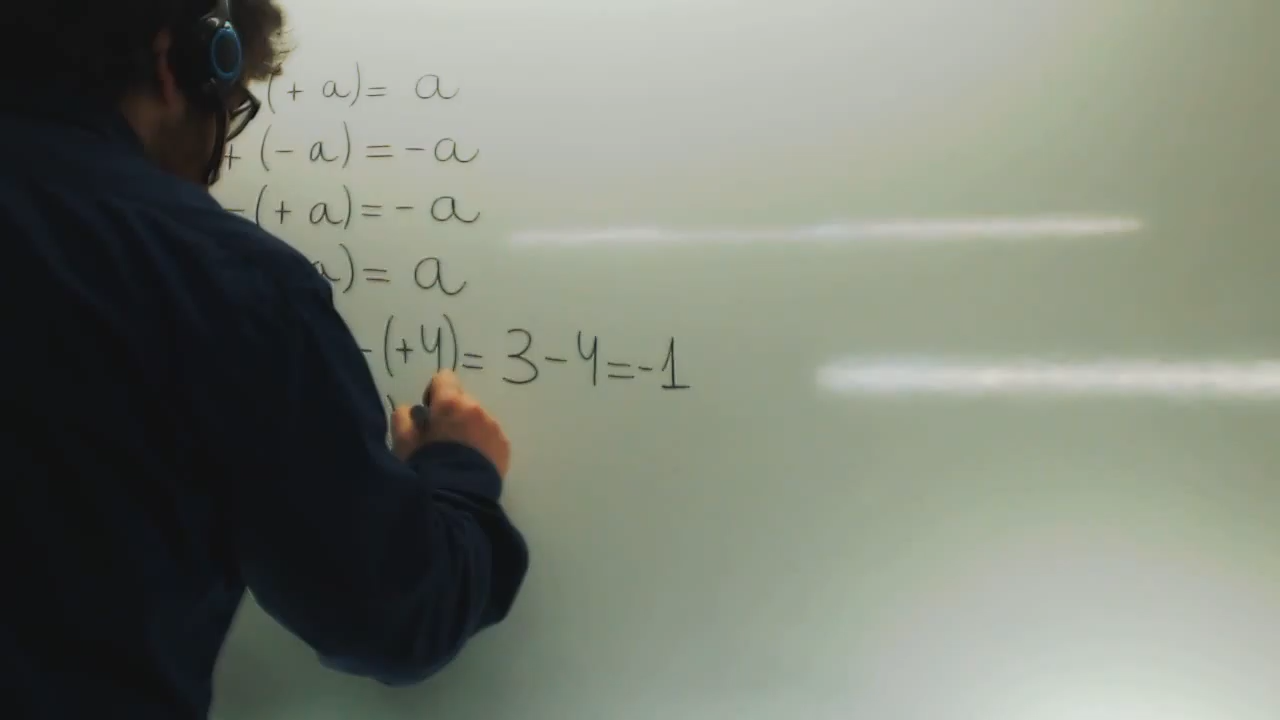 (+ a) = a
+ (- a) = - a
-(+ a) = - a
a) = a
-(+4) = 3 - 4 = - 1